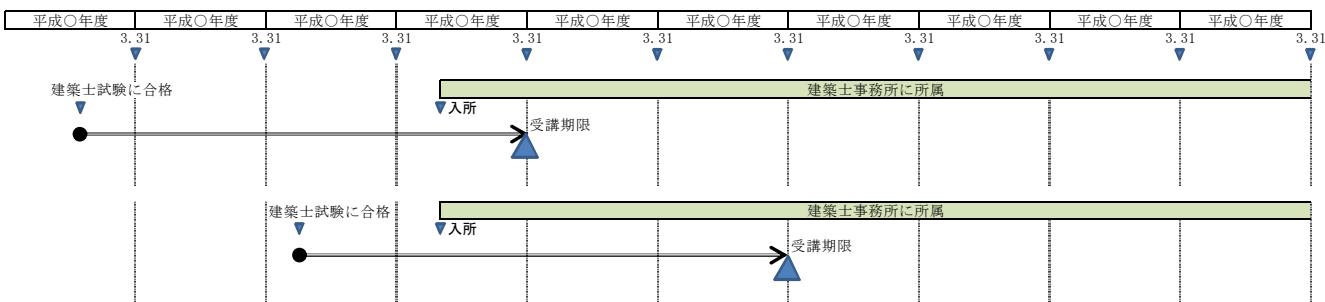 平成○年度 平成○年度 平成○年度 平成○年度 平成○年度 平成○年度 平成○年度 平成○年度 平成○年度 平成○年度
3.31 3.31 3.31 3.31 3.31 3.31 3.31 3.31 3.31 3.31
建築士試験に合格 建築士事務所に所属
入所
受講期限
建築士試験に合格 建築士事務所に所属
入所
受講期限